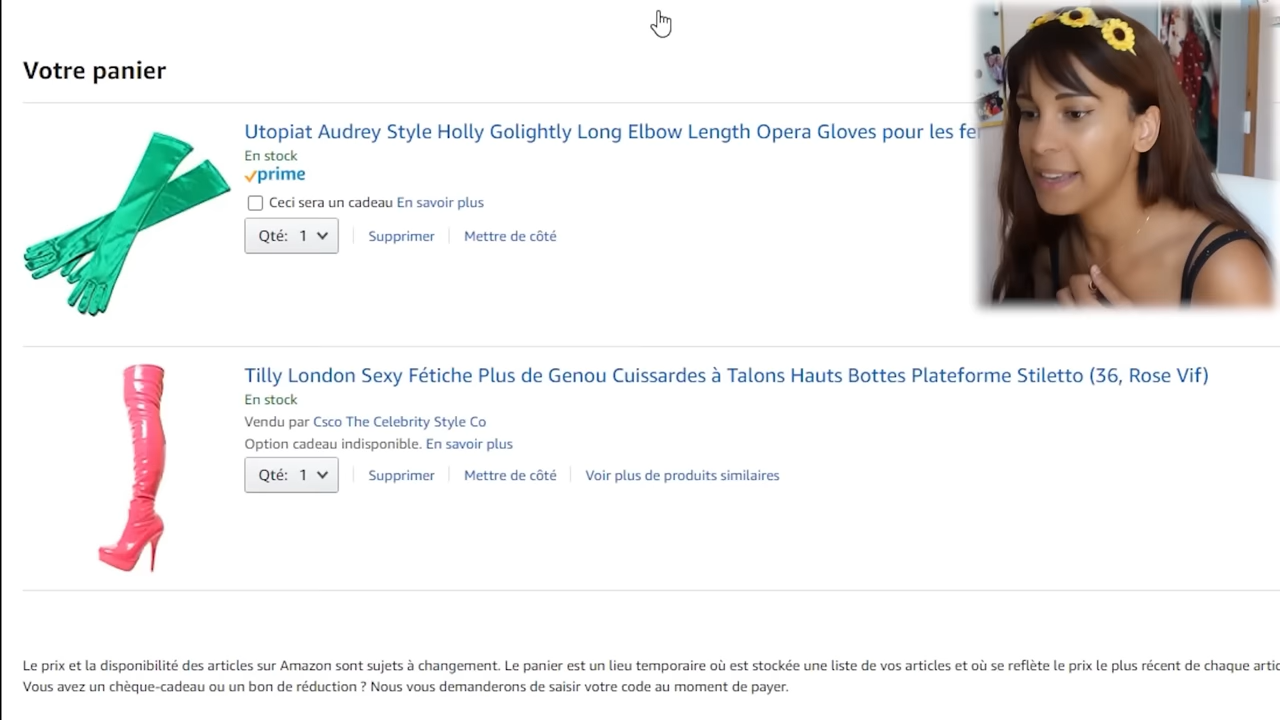 Votre panier
Utopiat Audrey Style Holly Golightly Long Elbow Length Opera Gloves pour les
En stock
prime
Ceci sera un cadeau En savoir plus
Qté: 1
Supprimer
Mettre de côté
Tilly London Sexy Fétiche Plus de Genou Cuissardes à Talons Hauts Bottes Plateforme Stiletto (36, Rose Vif)
En stock
Vendu par Csco The Celebrity Style Co
Option cadeau indisponible. En savoir plus
Qté: 1
Supprimer
Mettre de côté
Voir plus de produits similaires
Le prix et la disponibilité des articles sur Amazon sont sujets à changement. Le panier est un lieu temporaire où est stockée une liste de vos articles et où se reflète le prix le plus récent de chaque
Vous avez un chèque-cadeau ou un bon de réduction ? Nous vous demanderons de saisir votre code au moment de payer.